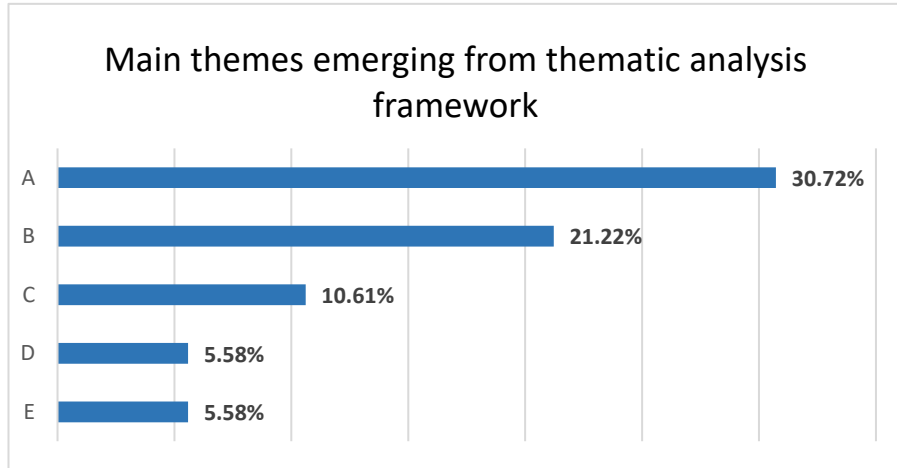 Main themes emerging from thematic analysis
framework
A 30.72%
B 21.22%
C 10.61%
D 5.58%
E 5.58%